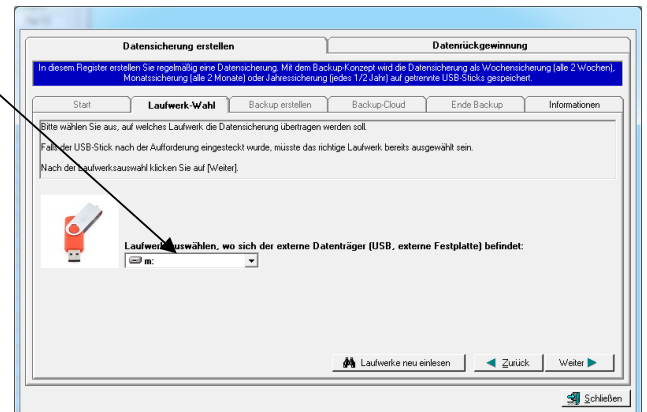 Datensicherung erstellen
Datenrückgewinnung
In diesem Register erstellen Sie regelmäßig eine Datensicherung. Mit dem Backup-Konzept wird die Datensicherung als Wochensicherung (alle 2 Wochen),
Monatssicherung (alle 2 Monate) oder Jahressicherung (jedes 1/2 Jahr) auf getrennte USB-Sticks gespeichert.
Start
Laufwerk-Wahl
Backup erstellen
Backup-Cloud
Ende Backup
Informationen
Bitte wählen Sie aus, auf welches Laufwerk die Datensicherung übertragen werden soll.
Falls der USB-Stick nach der Aufforderung eingesteckt wurde, müsste das richtige Laufwerk bereits ausgewählt sein.
Nach der Laufwerksauswahl klicken Sie auf [Weiter].
Laufwerk auswählen, wo sich der externe Datenträger (USB, externe Festplatte) befindet:
m:
Laufwerke neu einlesen
Zurück
Weiter
Schließen